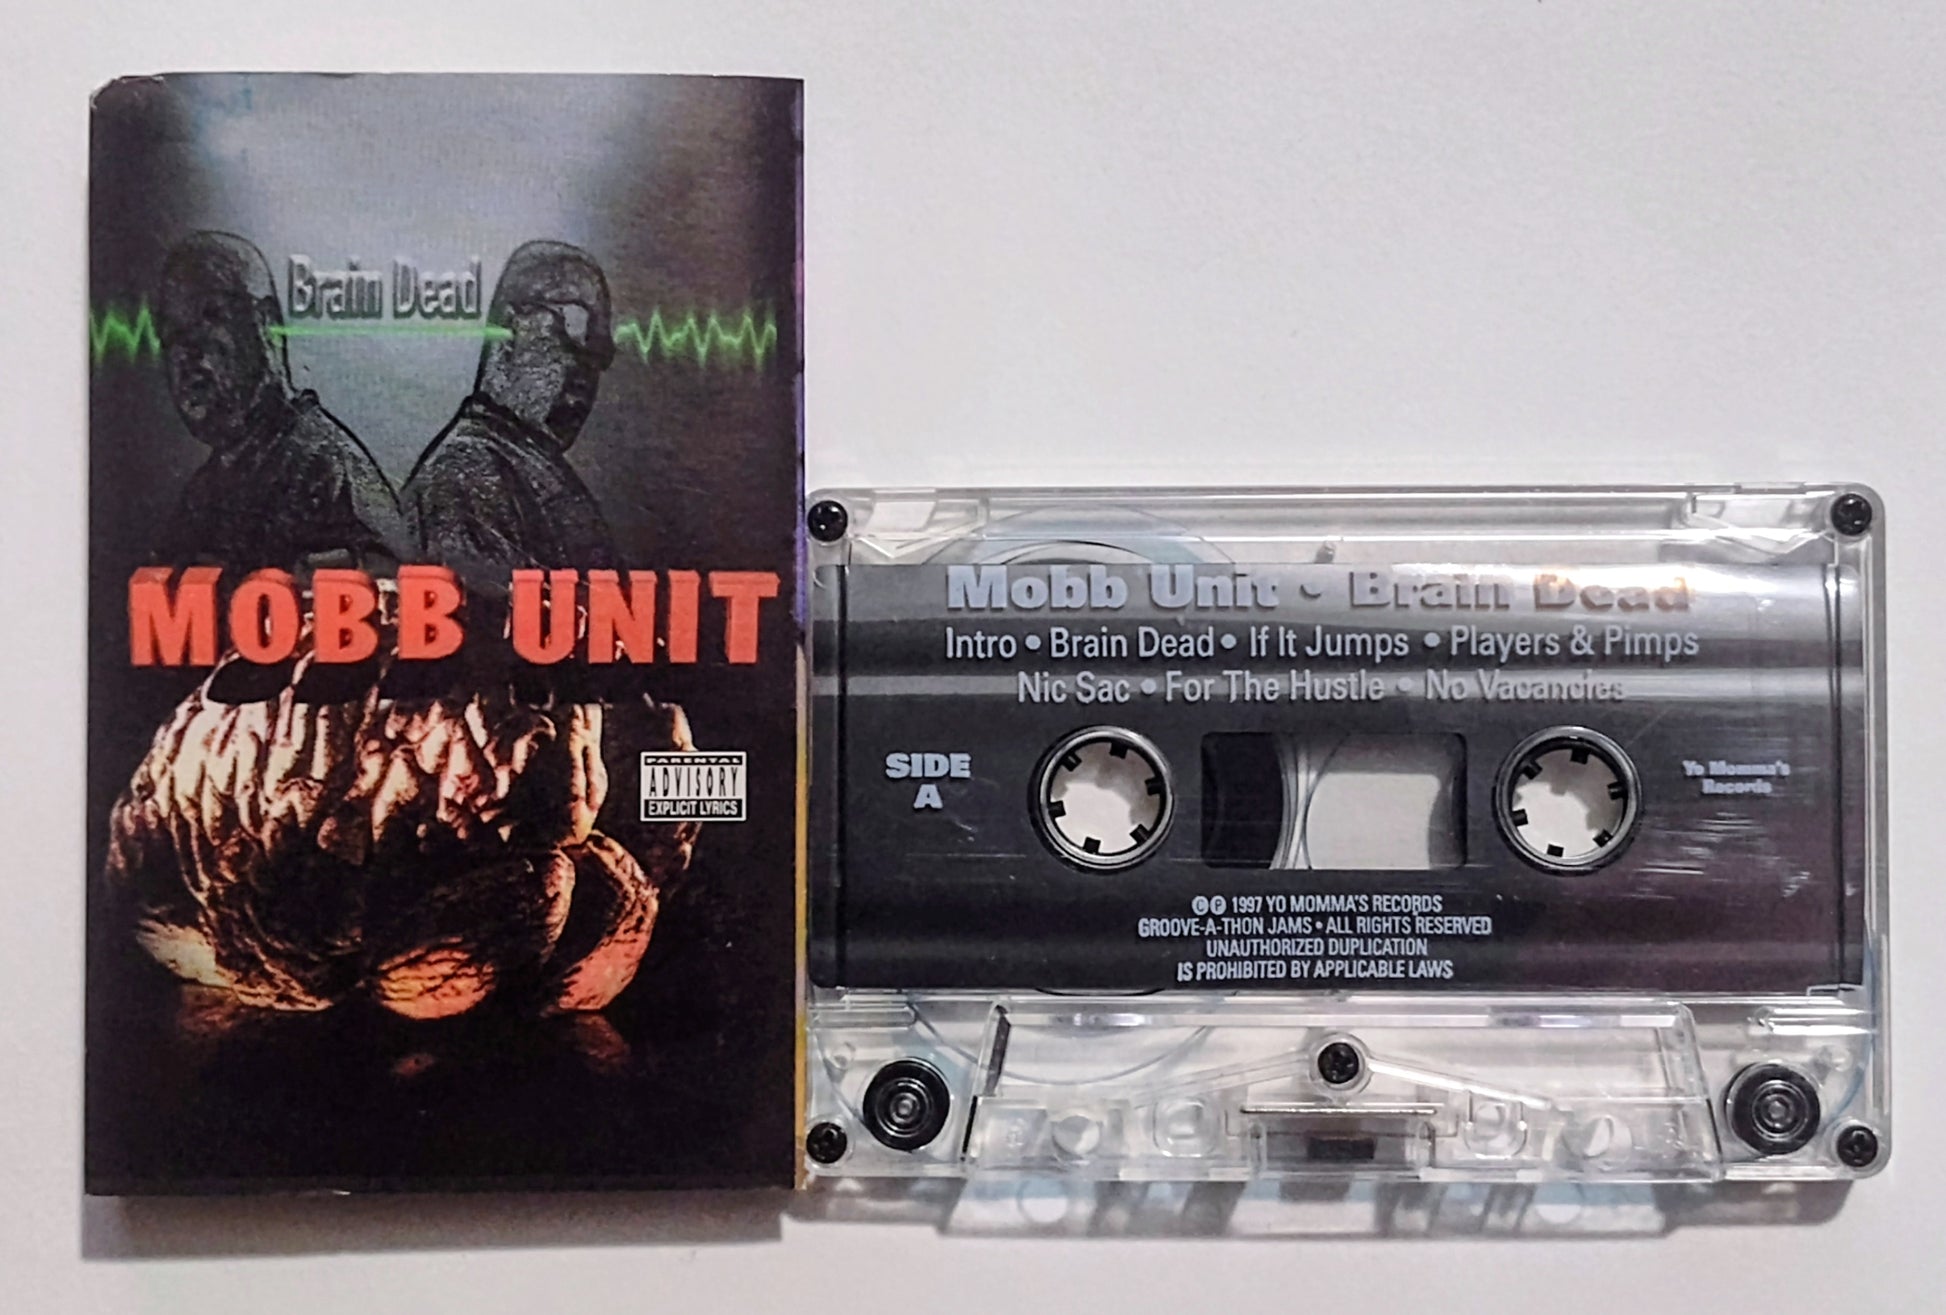 Brain Dead
MOBB UNIT
PARENTAL
ADVISORY
EXPLICIT LYRICS
Mobb Unit • Brain Dead
Intro • Brain Dead • If It Jumps • Players & Pimps
Nic Sac • For The Hustle • No Vacancies
SIDE
A
Yo Momma's
Records
© ℗ 1997 YO MOMMA'S RECORDS
GROOVE-A-THON JAMS • ALL RIGHTS RESERVED
UNAUTHORIZED DUPLICATION
IS PROHIBITED BY APPLICABLE LAWS